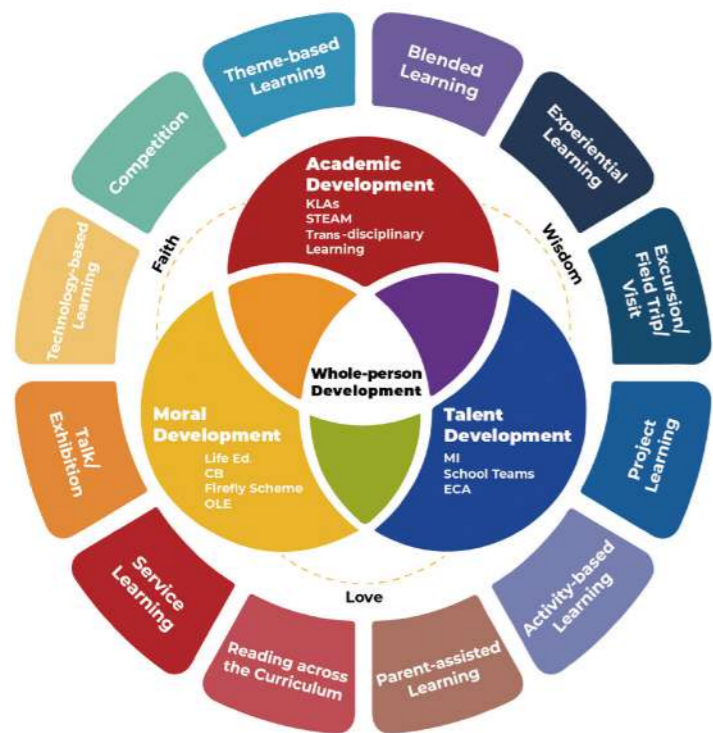 Theme-based
Learning
Blended
Learning
Experiential
Learning
Excursion/
Field Trip/
Visit
Project
Learning
Activity-based
Learning
Parent-assisted
Learning
Reading across
the Curriculum
Service
Learning
Talk/
Exhibition
Technology-based
Learning
Competition
Faith
Wisdom
Love
Academic
Development
KLAs
STEAM
Trans-disciplinary
Learning
Whole-person
Development
Moral
Development
Life Ed.
CB
Firefly Scheme
OLE
Talent
Development
MI
School Teams
ECA